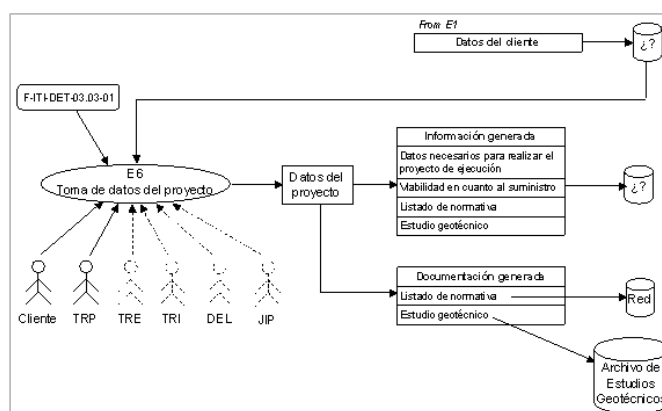 From E1
Datos del cliente
¿?
F-ITI-DET-03.03-01
E6
Toma de datos del proyecto
Datos del
proyecto
Información generada
Datos necesarios para realizar el
proyecto de ejecución
Viabilidad en cuanto al suministro
Listado de normativa
Estudio geotécnico
¿?
Cliente
TRP
TRE
TRI
DEL
JIP
Documentación generada
Listado de normativa
Estudio geotécnico
Red
Archivo de
Estudios
Geotécnicos